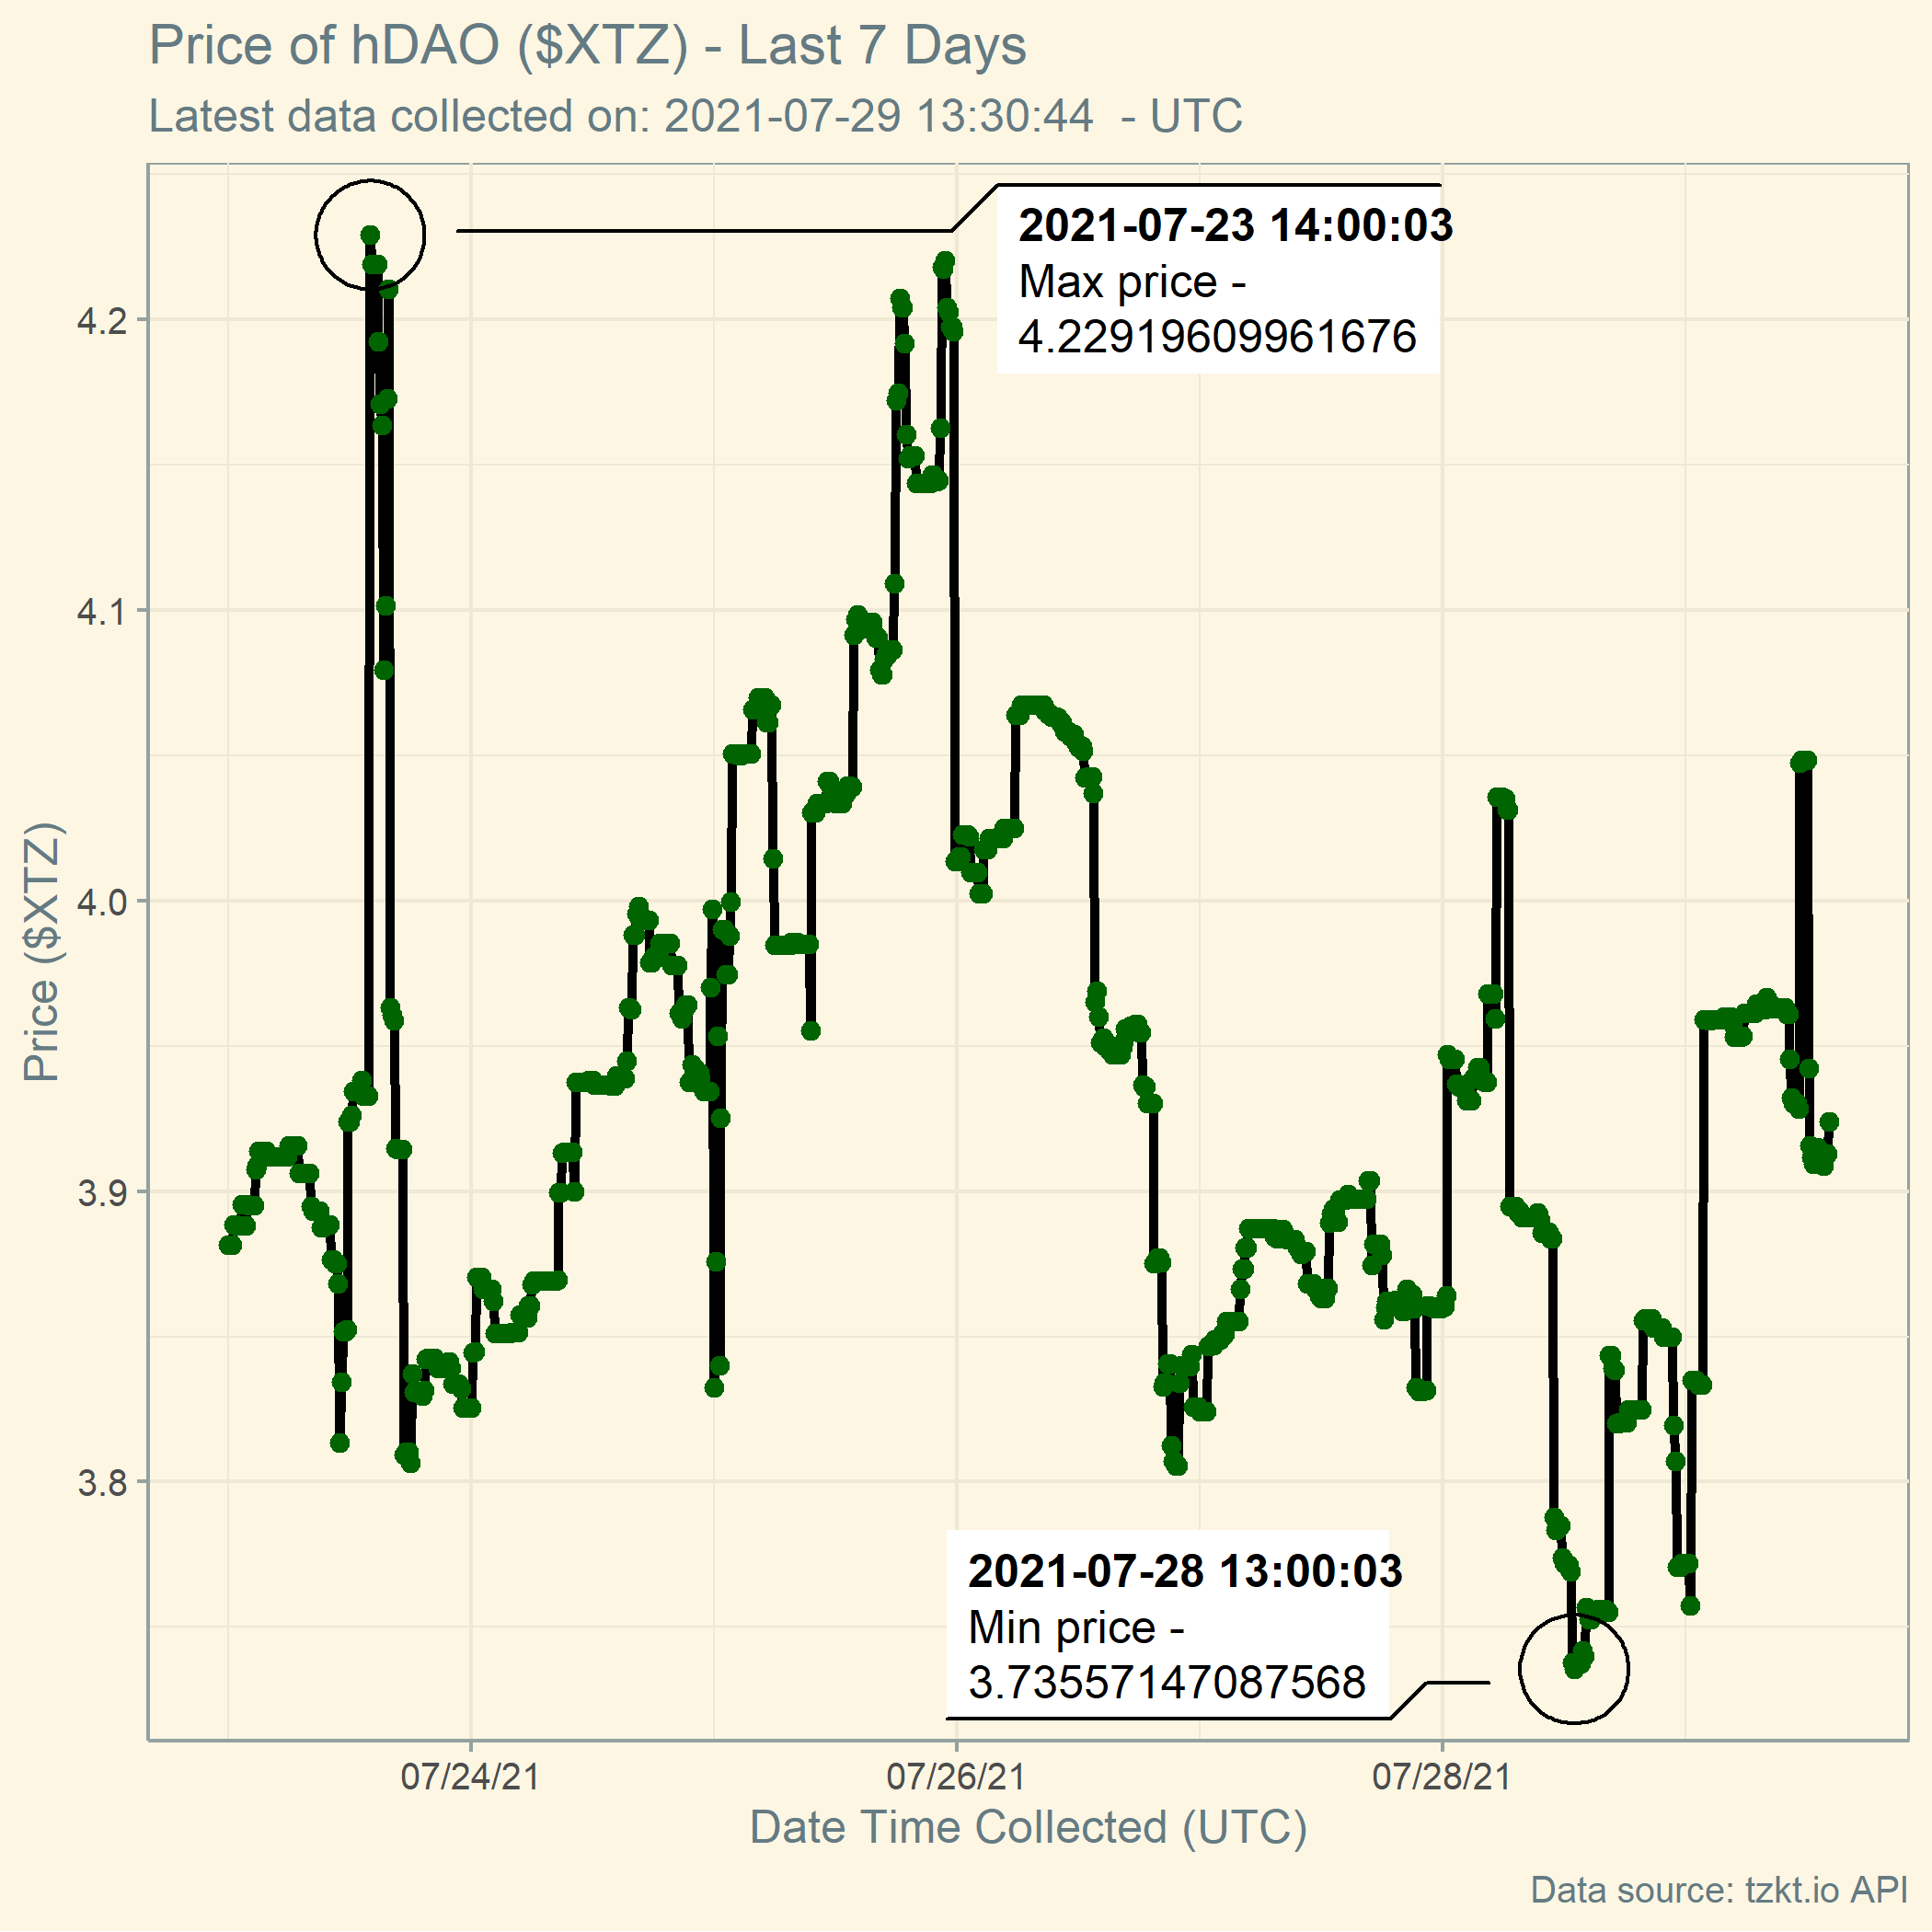 Price of hDAO ($XTZ) - Last 7 Days
Latest data collected on: 2021-07-29 13:30:44  - UTC
2021-07-23 14:00:03
Max price -
4.22919609961676
4.2
4.1
4.0
3.9
3.8
Price ($XTZ)
2021-07-28 13:00:03
Min price -
3.73557147087568
07/24/21
07/26/21
07/28/21
Date Time Collected (UTC)
Data source: tzkt.io API